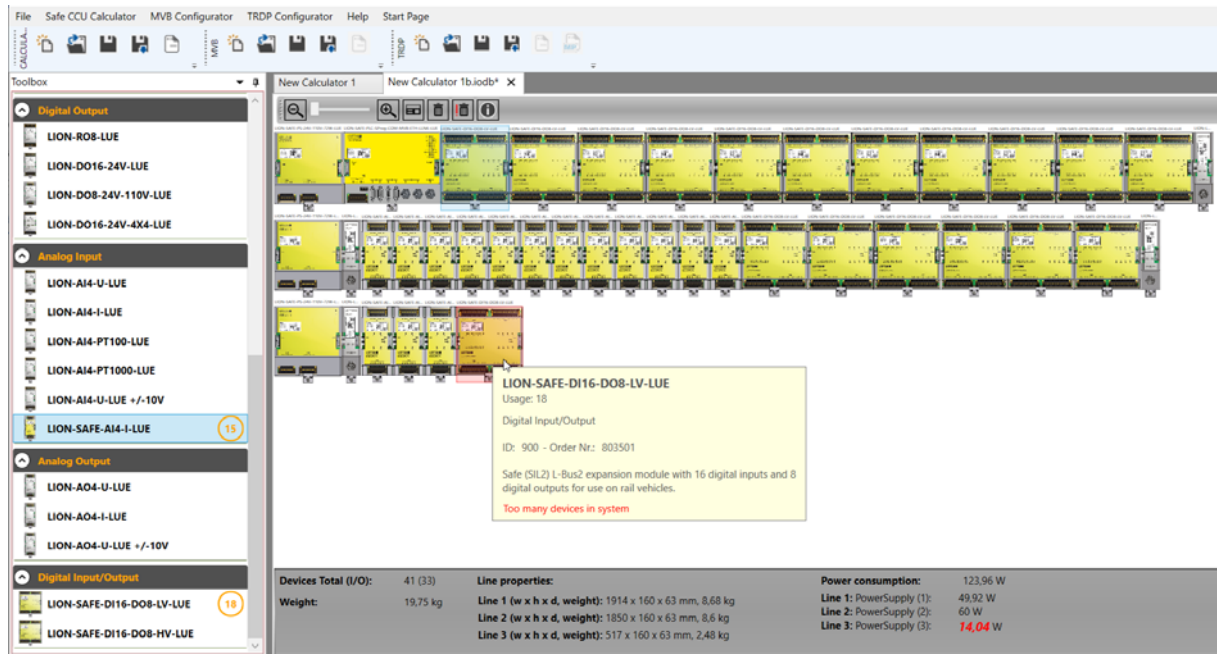 File Safe CCU Calculator MVB Configurator TRDP Configurator Help Start Page
CALCULA...
MVB
TRDP
Toolbox
New Calculator 1 New Calculator 1b.iodb*
Digital Output
LION-RO8-LUE
LION-DO16-24V-LUE
LION-DO8-24V-110V-LUE
LION-DO16-24V-4X4-LUE
Analog Input
LION-AI4-U-LUE
LION-AI4-I-LUE
LION-AI4-PT100-LUE
LION-AI4-PT1000-LUE
LION-AI4-U-LUE +/-10V
LION-SAFE-AI4-I-LUE 15
Analog Output
LION-AO4-U-LUE
LION-AO4-I-LUE
LION-AO4-U-LUE +/-10V
Digital Input/Output
LION-SAFE-DI16-DO8-LV-LUE 18
LION-SAFE-DI16-DO8-HV-LUE
LION-SAFE-DI16-DO8-LV-LUE
Usage: 18
Digital Input/Output
ID: 900 - Order Nr.: 803501
Safe (SIL2) L-Bus2 expansion module with 16 digital inputs and 8
digital outputs for use on rail vehicles.
Too many devices in system
Devices Total (I/O): 41 (33)
Weight: 19,75 kg
Line properties:
Line 1 (w x h x d, weight): 1914 x 160 x 63 mm, 8,68 kg
Line 2 (w x h x d, weight): 1850 x 160 x 63 mm, 8,6 kg
Line 3 (w x h x d, weight): 517 x 160 x 63 mm, 2,48 kg
Power consumption: 123,96 W
Line 1: PowerSupply (1): 49,92 W
Line 2: PowerSupply (2): 60 W
Line 3: PowerSupply (3): 14,04 W